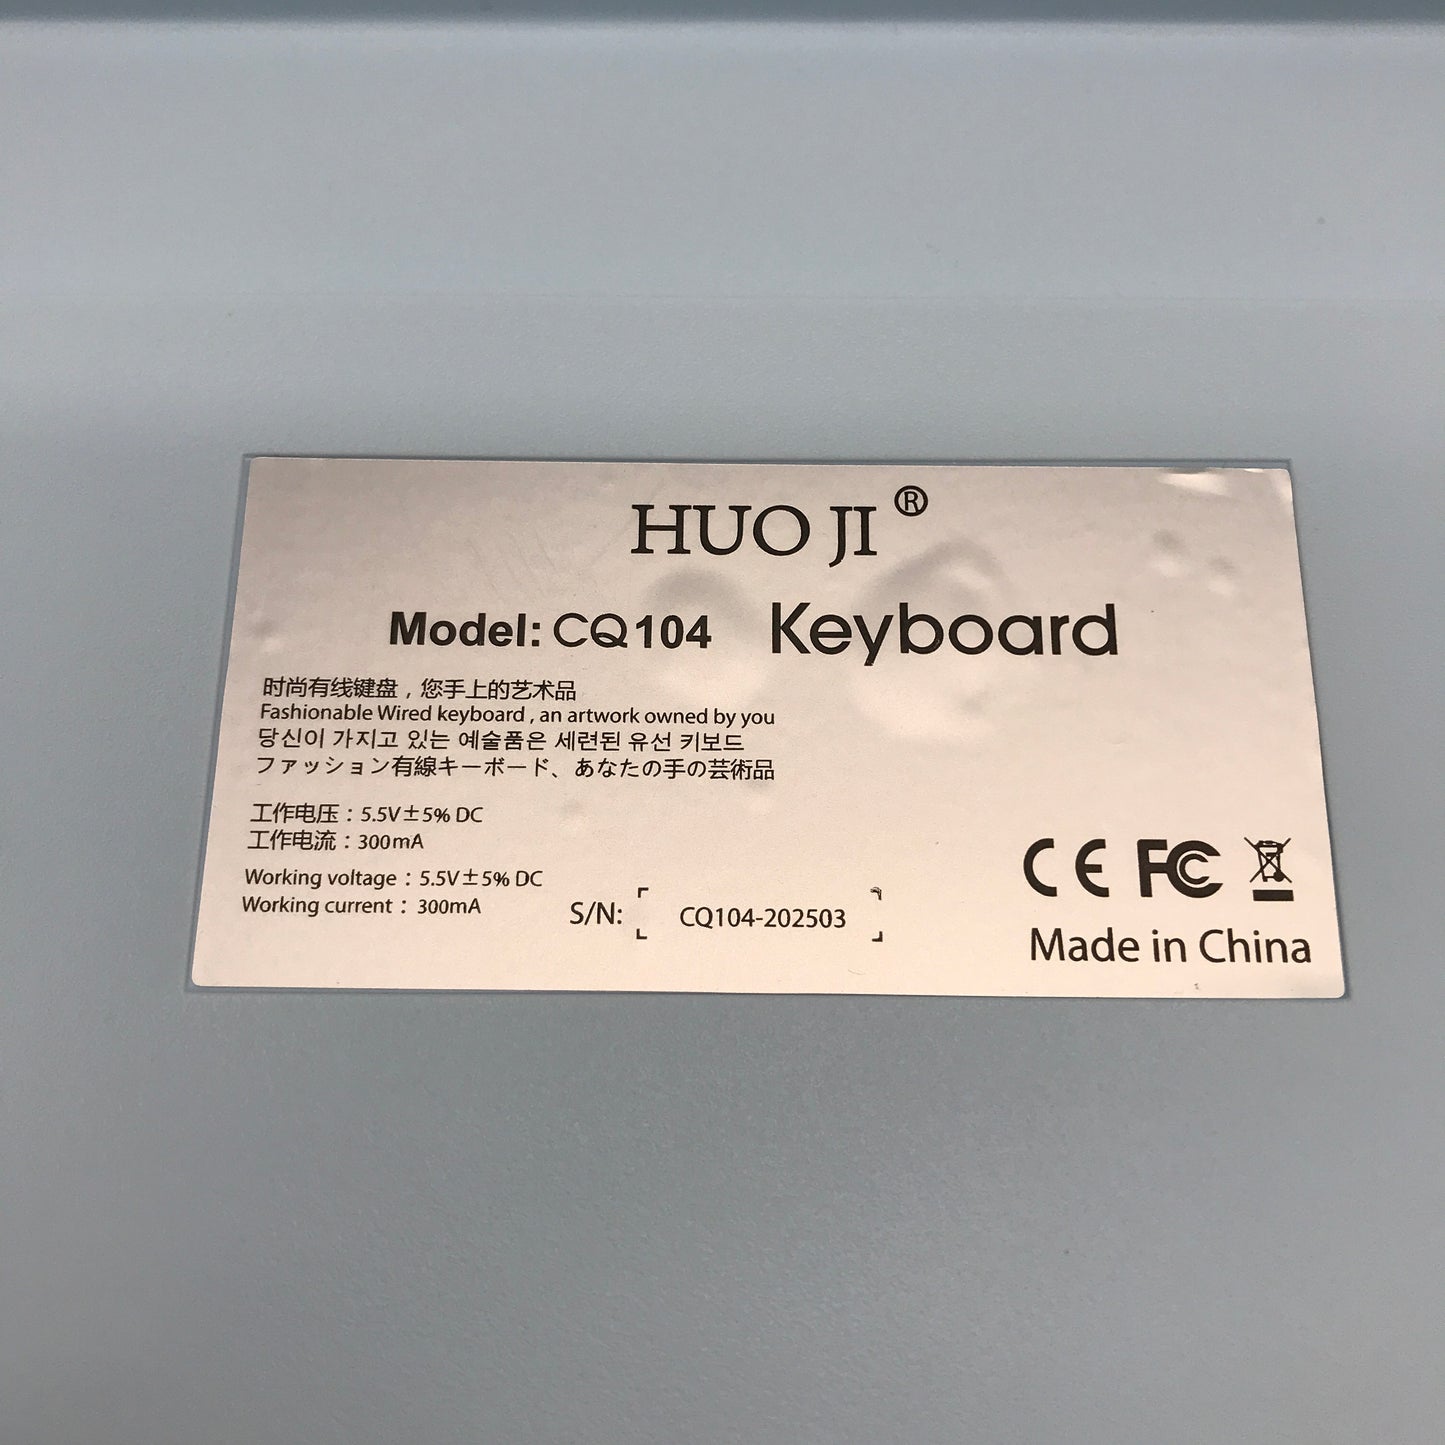 HUO JI ®
Model: CQ104 Keyboard
时尚有线键盘，您手上的艺术品
Fashionable Wired keyboard , an artwork owned by you
당신이 가지고 있는 예술품은 세련된 유선 키보드
ファッション有線キーボード、あなたの手の芸術品
工作电压：5.5V±5% DC
工作电流：300mA
Working voltage：5.5V±5% DC
Working current：300mA
S/N: CQ104-202503
CE FC
Made in China